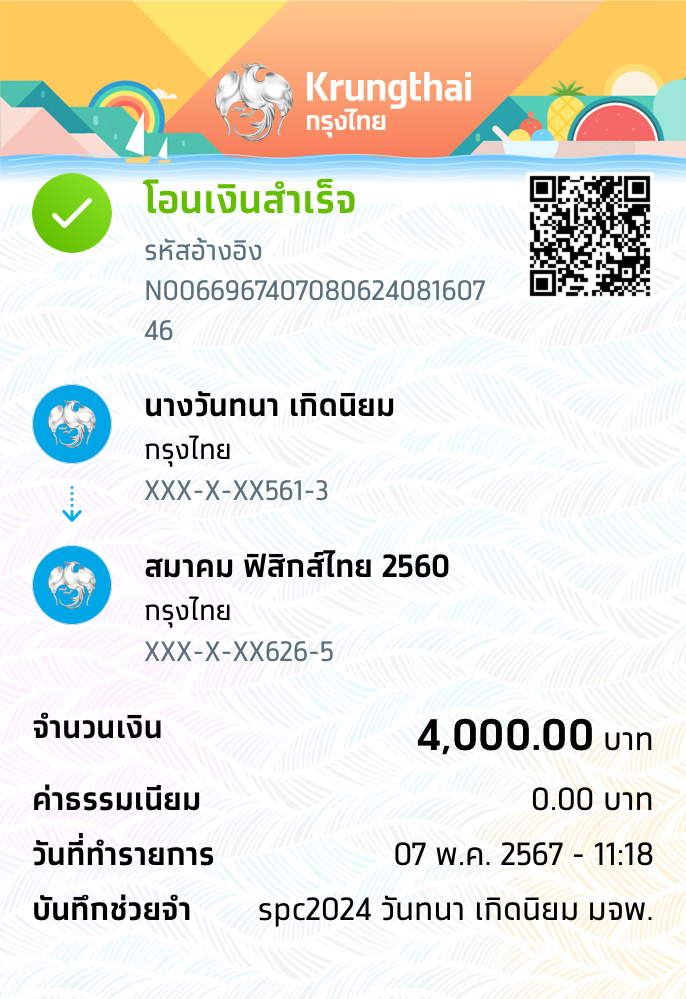 Krungthai
กรุงไทย
โอนเงินสำเร็จ
รหัสอ้างอิง
N0066967407080624081607
46
นางวันทนา เกิดนิยม
กรุงไทย
XXX-X-XX561-3
สมาคม ฟิสิกส์ไทย 2560
กรุงไทย
XXX-X-XX626-5
จำนวนเงิน 4,000.00 บาท
ค่าธรรมเนียม 0.00 บาท
วันที่ทำรายการ 07 พ.ค. 2567 - 11:18
บันทึกช่วยจำ spc2024 วันทนา เกิดนิยม มจพ.